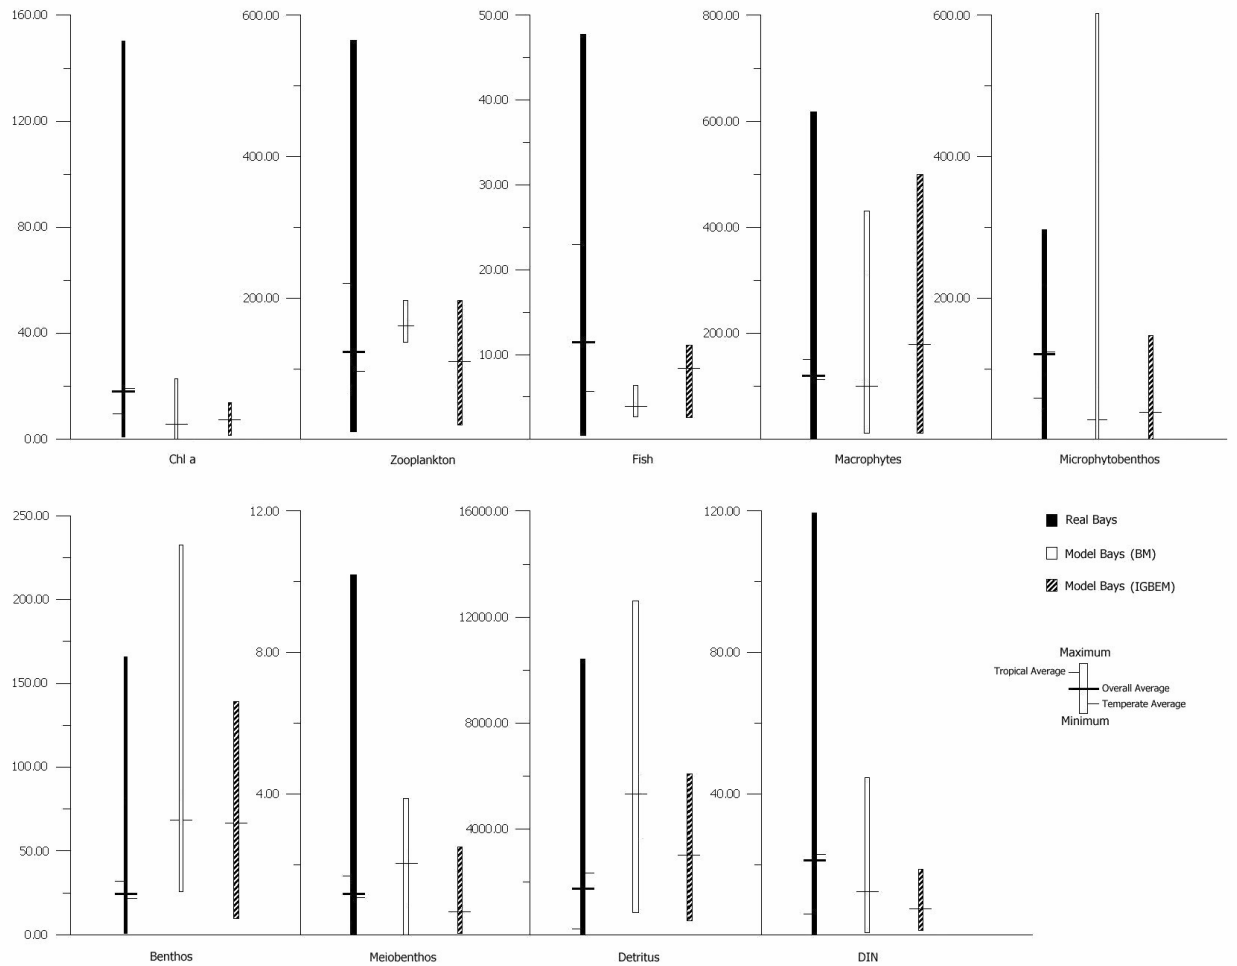 160.00
120.00
80.00
40.00
0.00
Chl a
600.00
400.00
200.00
Zooplankton
50.00
40.00
30.00
20.00
10.00
Fish
800.00
600.00
400.00
200.00
Macrophytes
600.00
400.00
200.00
Microphytobenthos
250.00
200.00
150.00
100.00
50.00
0.00
Benthos
12.00
8.00
4.00
Meiobenthos
16000.00
12000.00
8000.00
4000.00
Detritus
120.00
80.00
40.00
DIN
Real Bays
Model Bays (BM)
Model Bays (IGBEM)
Maximum
Tropical Average
Overall Average
Temperate Average
Minimum